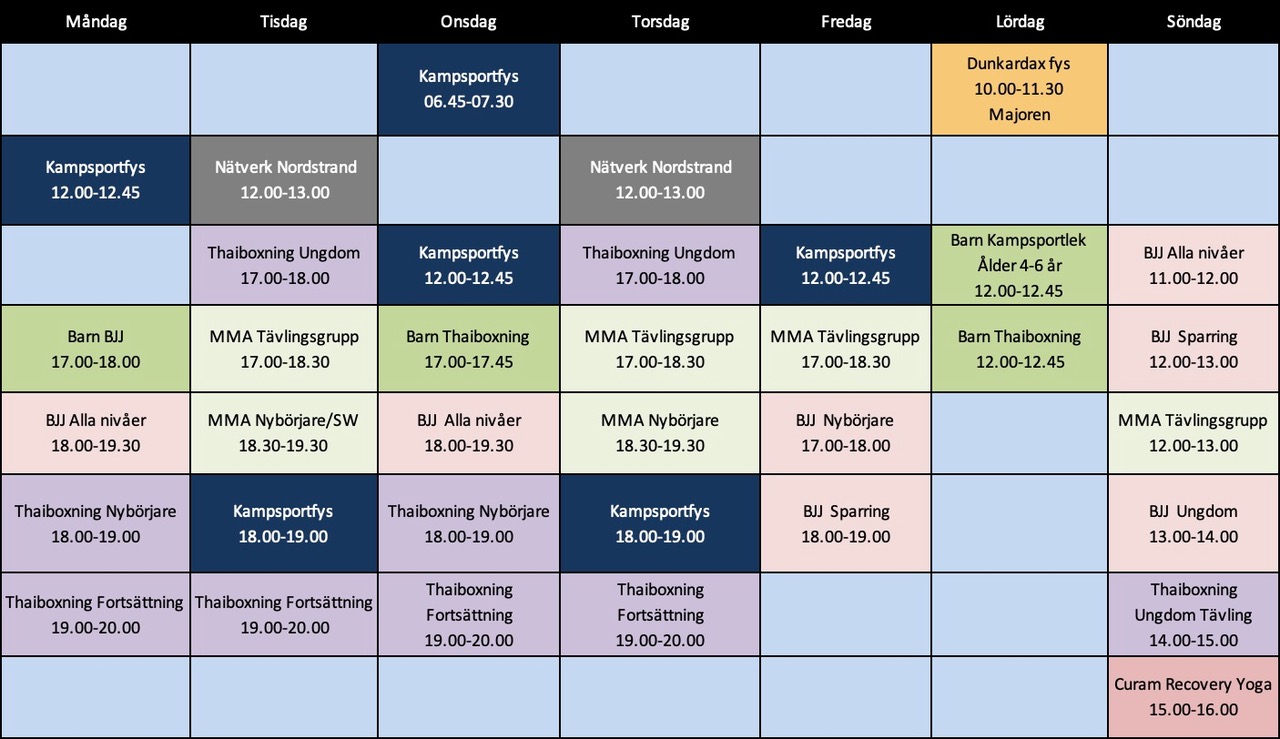 Måndag
Tisdag
Onsdag
Torsdag
Fredag
Lördag
Söndag
Kampsportfys
06.45-07.30
Dunkardax fys
10.00-11.30
Majoren
Kampsportfys
12.00-12.45
Nätverk Nordstrand
12.00-13.00
Nätverk Nordstrand
12.00-13.00
Thaiboxning Ungdom
17.00-18.00
Kampsportfys
12.00-12.45
Thaiboxning Ungdom
17.00-18.00
Kampsportfys
12.00-12.45
Barn Kampsportlek
Ålder 4-6 år
12.00-12.45
BJJ Alla nivåer
11.00-12.00
Barn BJJ
17.00-18.00
MMA Tävlingsgrupp
17.00-18.30
Barn Thaiboxning
17.00-17.45
MMA Tävlingsgrupp
17.00-18.30
MMA Tävlingsgrupp
17.00-18.30
Barn Thaiboxning
12.00-12.45
BJJ Sparring
12.00-13.00
BJJ Alla nivåer
18.00-19.30
MMA Nybörjare/SW
18.30-19.30
BJJ Alla nivåer
18.00-19.30
MMA Nybörjare
18.30-19.30
BJJ Nybörjare
17.00-18.00
MMA Tävlingsgrupp
12.00-13.00
Thaiboxning Nybörjare
18.00-19.00
Kampsportfys
18.00-19.00
Thaiboxning Nybörjare
18.00-19.00
Kampsportfys
18.00-19.00
BJJ Sparring
18.00-19.00
BJJ Ungdom
13.00-14.00
Thaiboxning Fortsättning
19.00-20.00
Thaiboxning Fortsättning
19.00-20.00
Thaiboxning
Fortsättning
19.00-20.00
Thaiboxning
Fortsättning
19.00-20.00
Thaiboxning
Ungdom Tävling
14.00-15.00
Curam Recovery Yoga
15.00-16.00